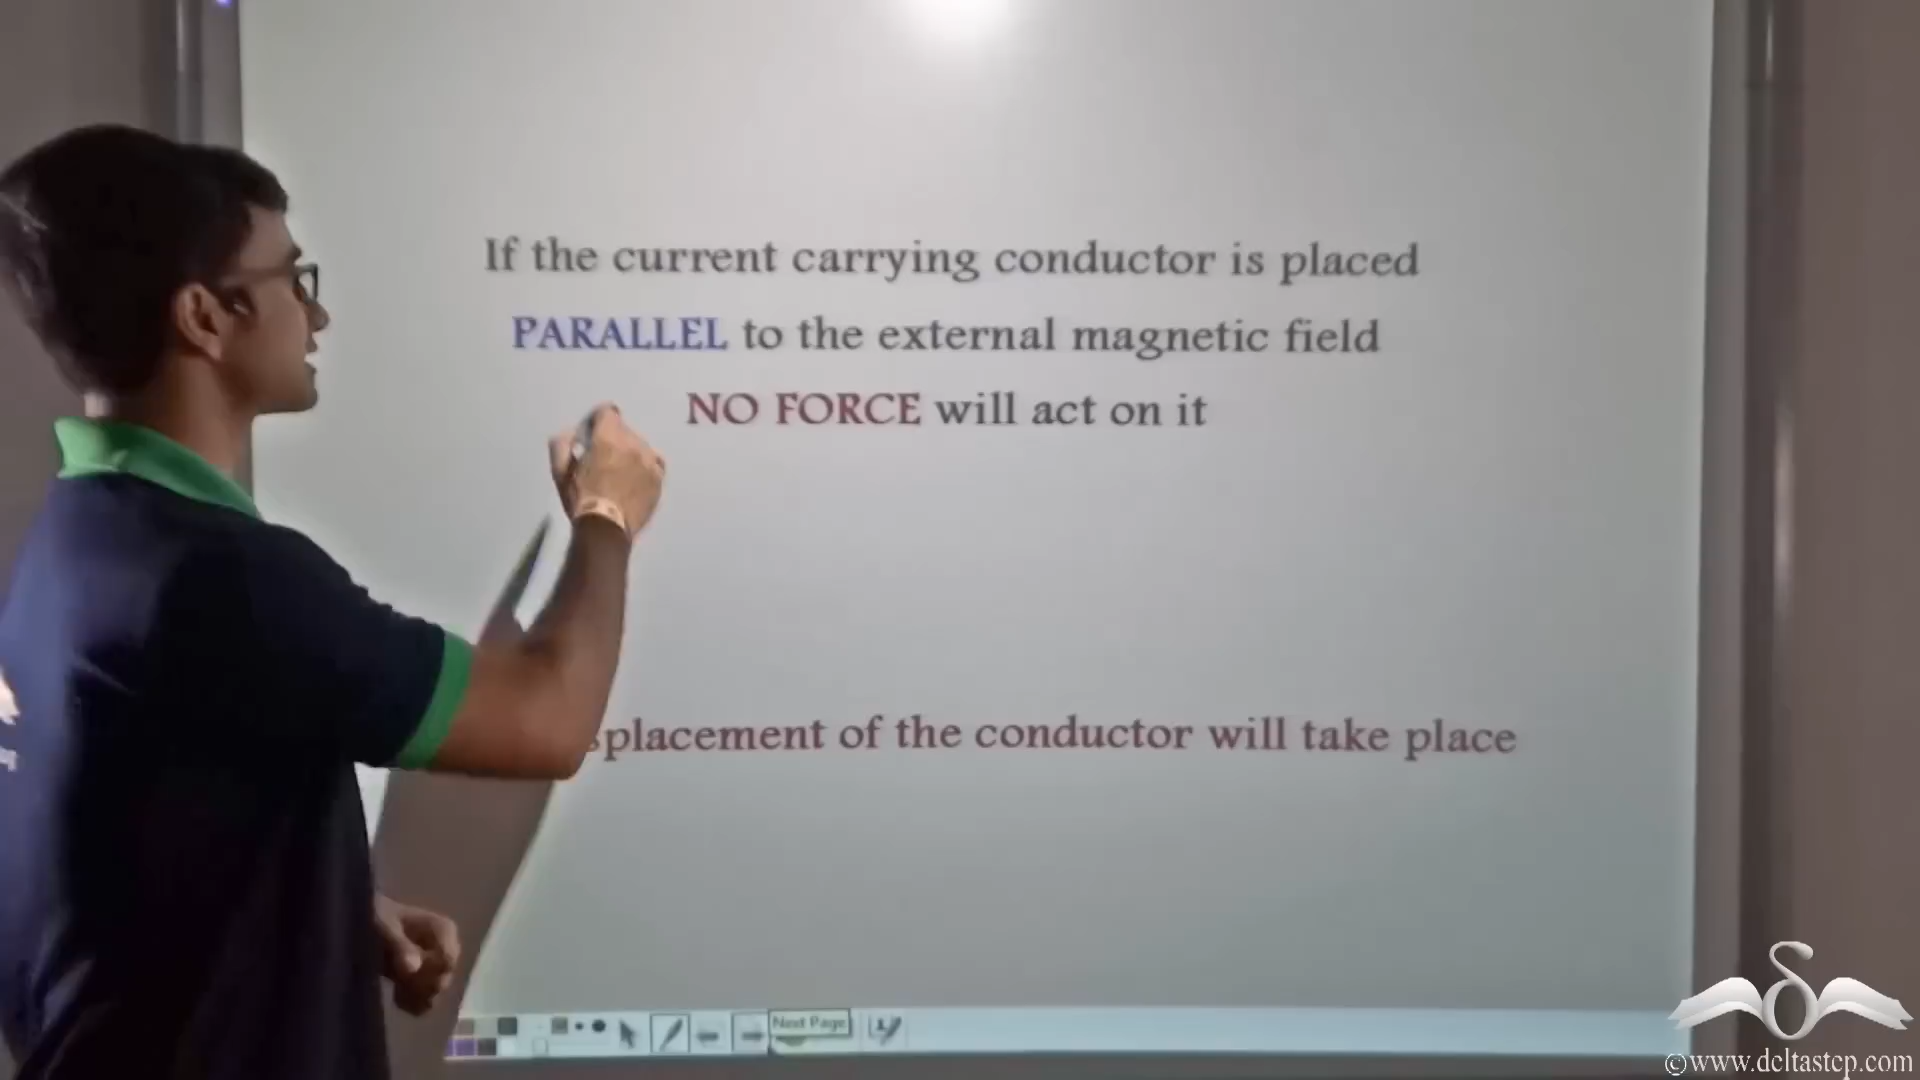 If the current carrying conductor is placed
PARALLEL to the external magnetic field
NO FORCE will act on it
splacement of the conductor will take place
Next Page
©www.deltastep.com